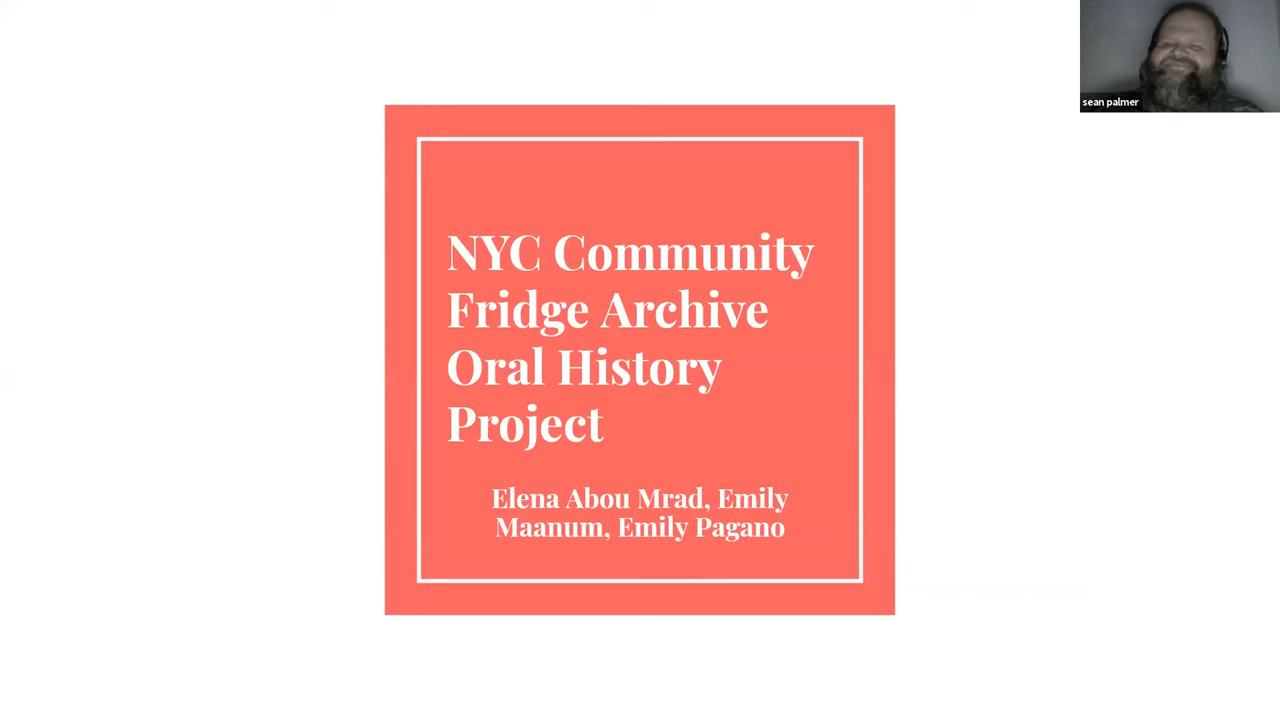 sean palmer
NYC Community
Fridge Archive
Oral History
Project
Elena Abou Mrad, Emily
Maanum, Emily Pagano